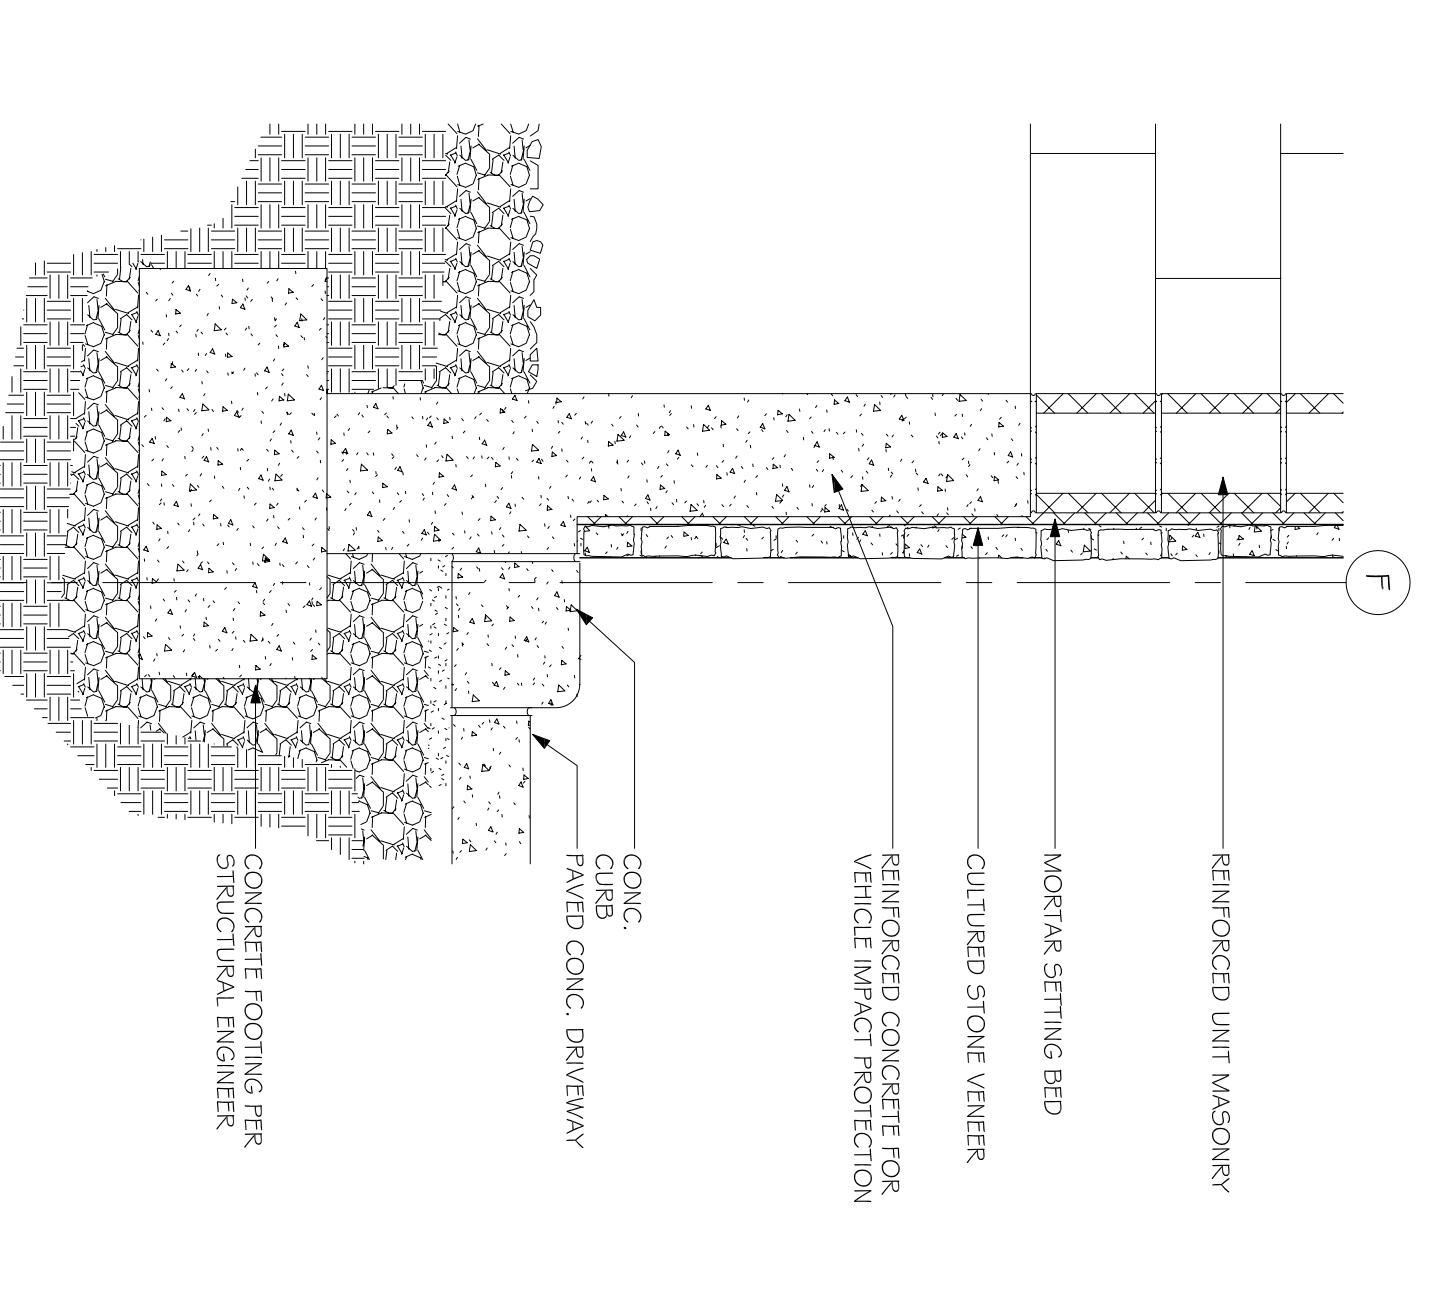 F
REINFORCED UNIT MASONRY
MORTAR SETTING BED
CULTURED STONE VENEER
REINFORCED CONCRETE FOR
VEHICLE IMPACT PROTECTION
CONC.
CURB
PAVED CONC. DRIVEWAY
CONCRETE FOOTING PER
STRUCTURAL ENGINEER